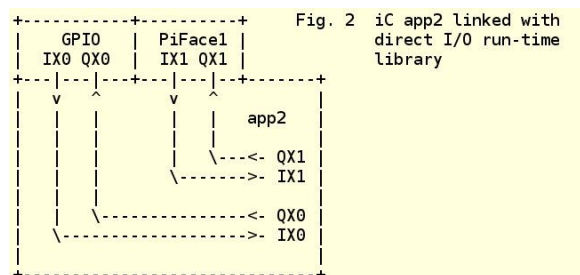 Fig. 2 iC app2 linked with
GPIO PiFace1 direct I/O run-time
IX0 QX0 IX1 QX1 library
app2
<- QX1
>- IX1
<- QX0
>- IX0